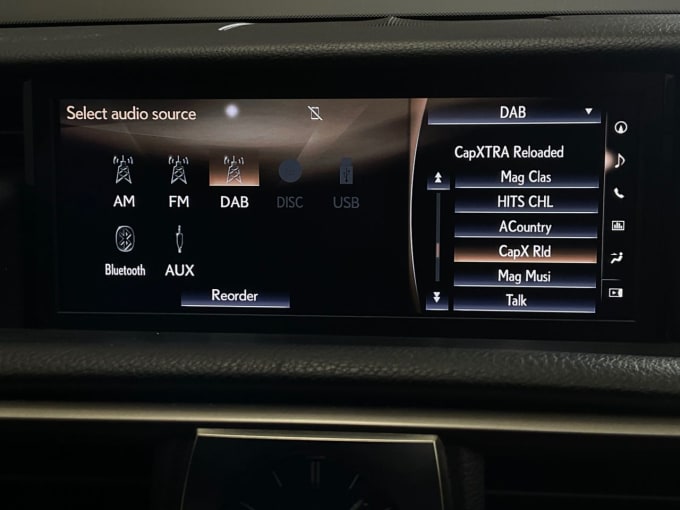 Select audio source
AM FM DAB DISC USB
Bluetooth AUX
Reorder
DAB
CapXTRA Reloaded
Mag Clas
HITS CHL
ACountry
CapX Rld
Mag Musi
Talk